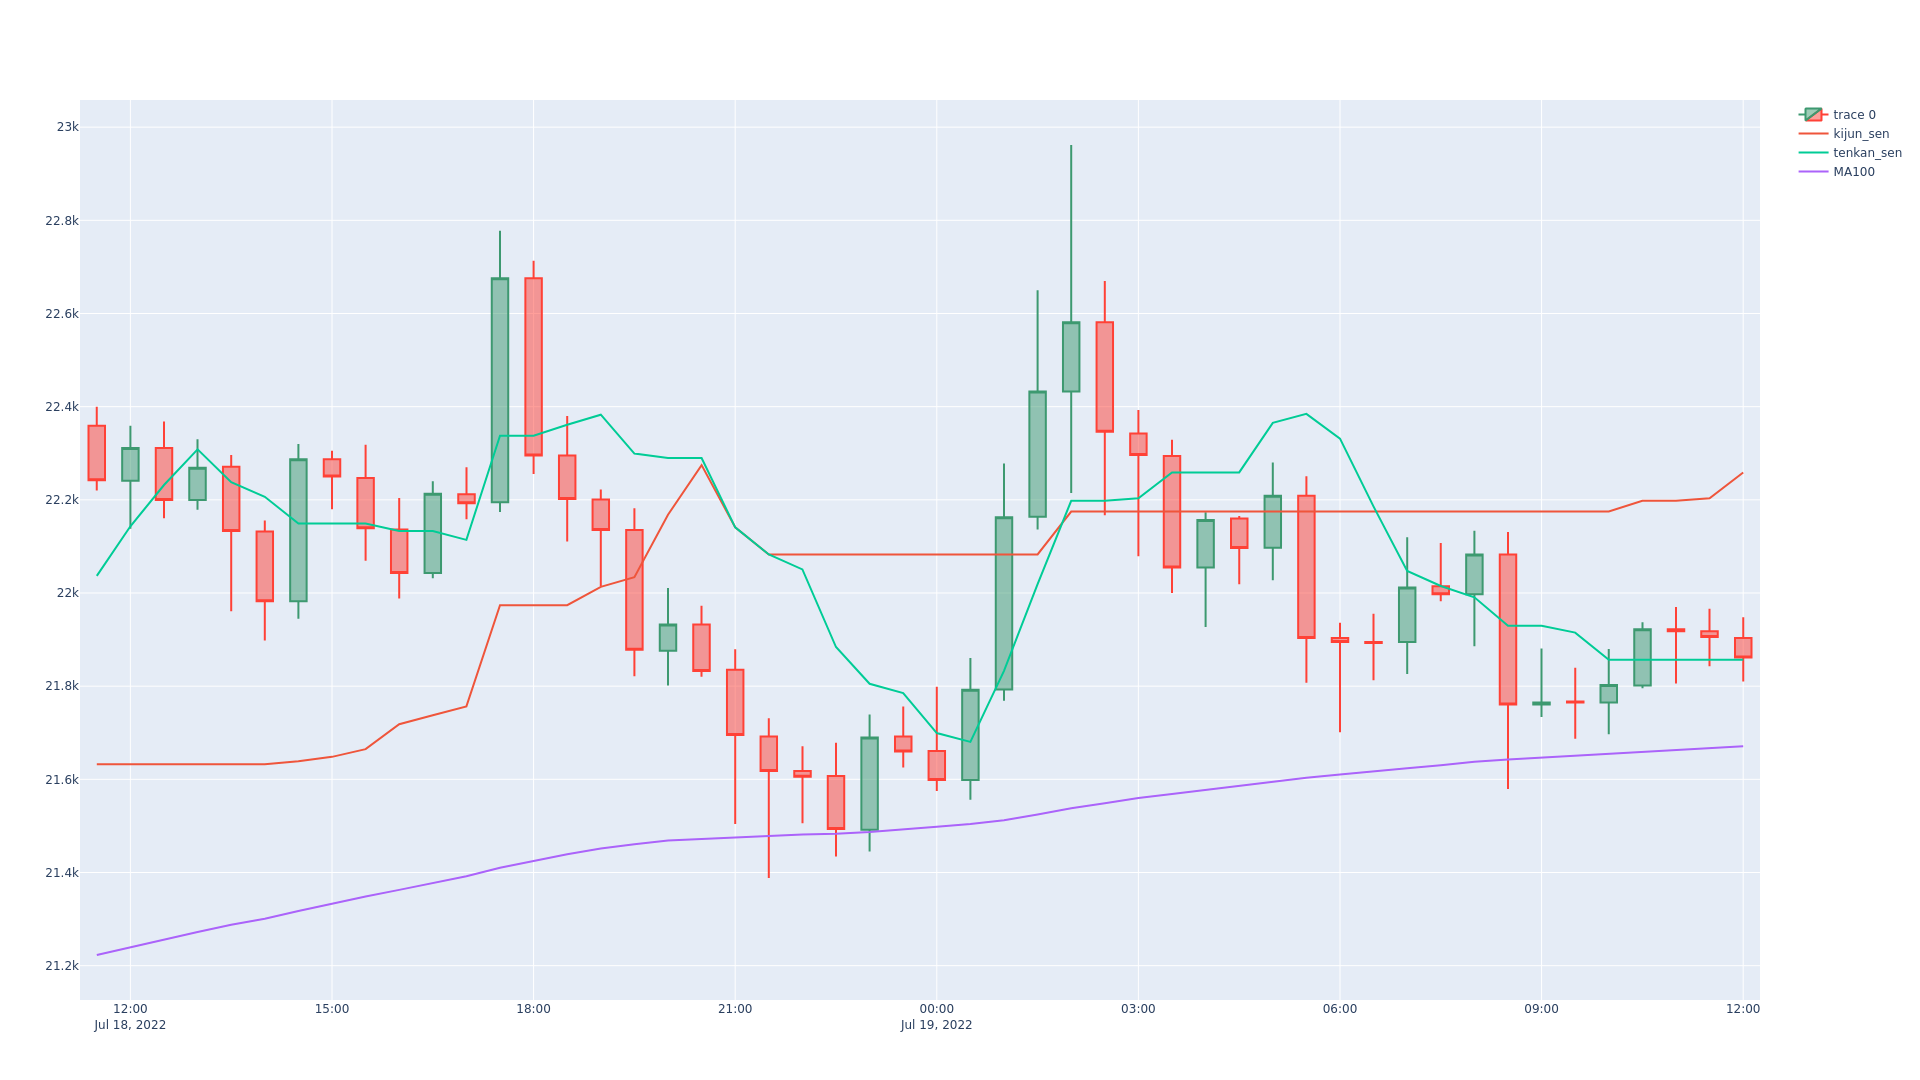 23k
22.8k
22.6k
22.4k
22.2k
22k
21.8k
21.6k
21.4k
21.2k
12:00 15:00 18:00 21:00 00:00 03:00 06:00 09:00 12:00
Jul 18, 2022 Jul 19, 2022
trace 0
kijun_sen
tenkan_sen
MA100